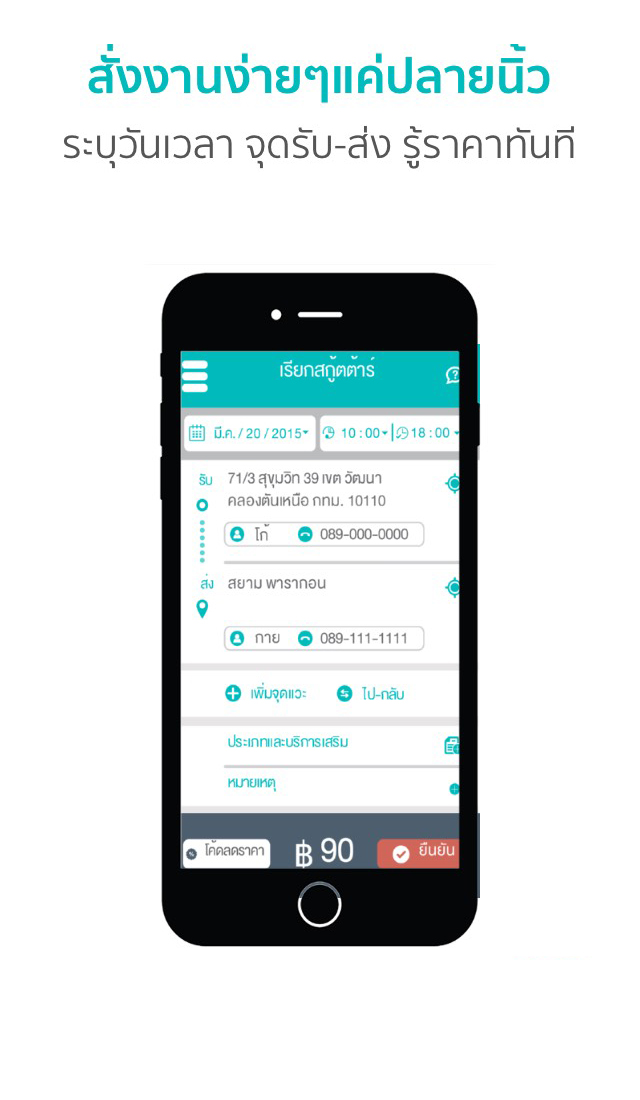 สั่งงานง่ายๆแค่ปลายนิ้ว
ระบุวันเวลา จุดรับ-ส่ง รู้ราคาทันที
เรียกสกู๊ตต้าร์
มี.ค. / 20 / 2015 10 : 00 18 : 00
รับ 71/3 สุขุมวิท 39 เขต วัฒนา
คลองตันเหนือ กทม. 10110
โก้ 089-000-0000
ส่ง สยาม พารากอน
กาย 089-111-1111
เพิ่มจุดแวะ ไป-กลับ
ประเภทและบริการเสริม
หมายเหตุ
โค้ดลดราคา ฿ 90 ยืนยัน